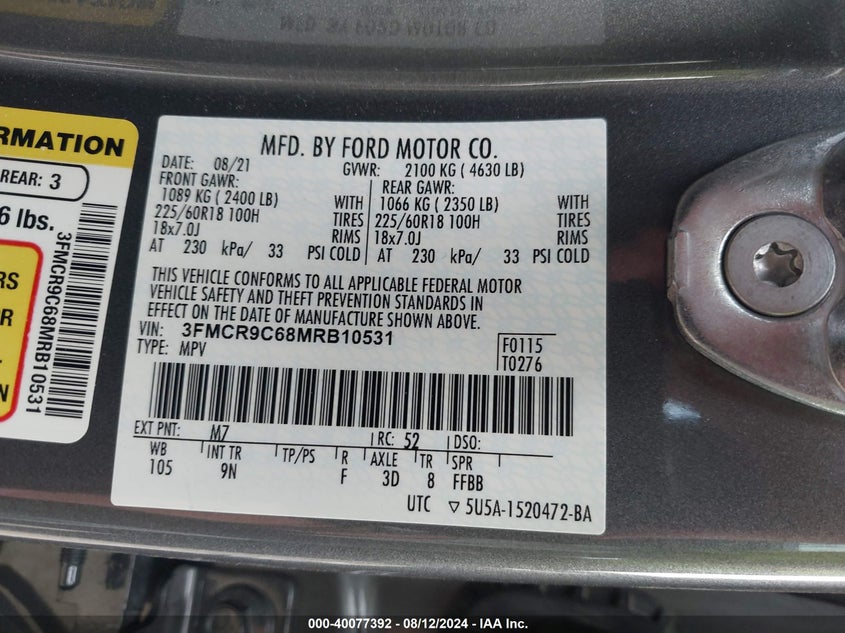 RMATION
REAR: 3
6 lbs.
RS
R
N
3FMCR9C68MRB10531
MFD. BY FORD MOTOR CO.
DATE: 08/21 GVWR: 2100 KG ( 4630 LB)
FRONT GAWR: REAR GAWR:
1089 KG ( 2400 LB) WITH 1066 KG ( 2350 LB) WITH
225/60R18 100H TIRES 225/60R18 100H TIRES
18x7.0J RIMS 18x7.0J RIMS
AT 230 kPa/ 33 PSI COLD AT 230 kPa/ 33 PSI COLD
THIS VEHICLE CONFORMS TO ALL APPLICABLE FEDERAL MOTOR
VEHICLE SAFETY AND THEFT PREVENTION STANDARDS IN
EFFECT ON THE DATE OF MANUFACTURE SHOWN ABOVE.
VIN: 3FMCR9C68MRB10531 F0115
TYPE: MPV T0276
EXT PNT: M7 RC: 52 DSO:
WB INT TR TP/PS R AXLE TR SPR
105 9N F 3D 8 FFBB
UTC ▽ 5U5A-1520472-BA
000-40077392 - 08/12/2024 - IAA Inc.